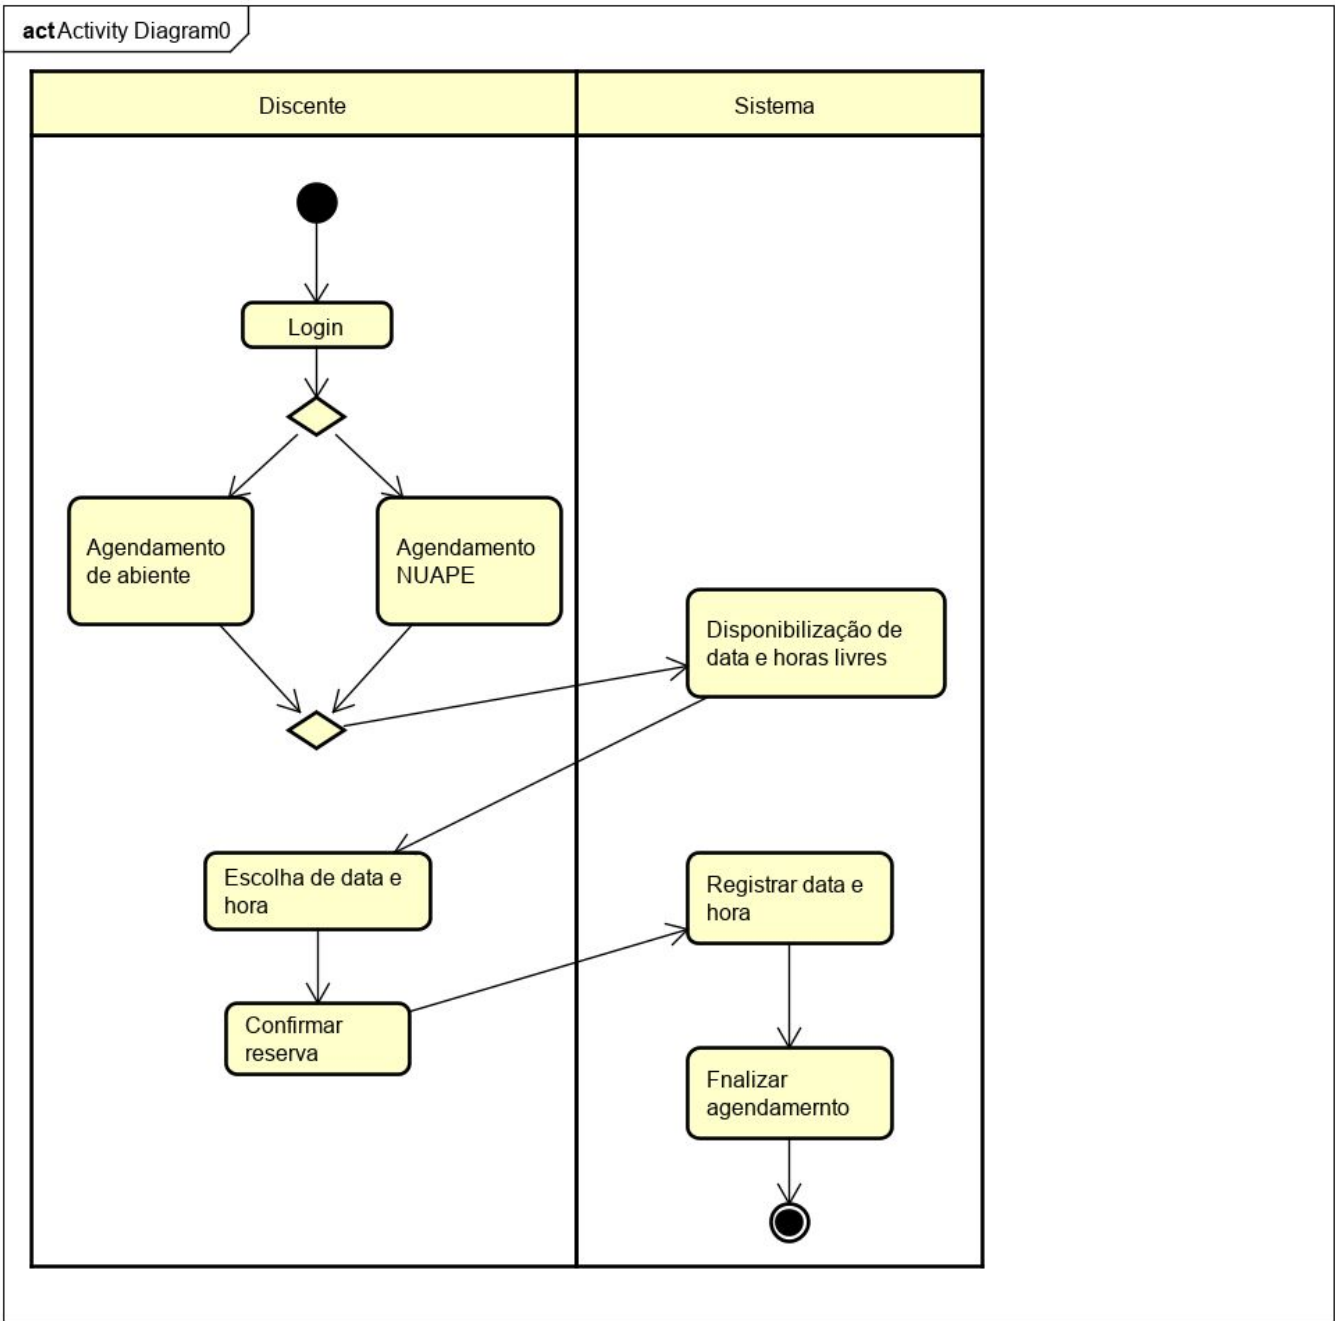 act Activity Diagram0
Discente
Sistema
Login
Agendamento
de abiente
Agendamento
NUAPE
Disponibilização de
data e horas livres
Escolha de data e
hora
Registrar data e
hora
Confirmar
reserva
Fnalizar
agendamernto